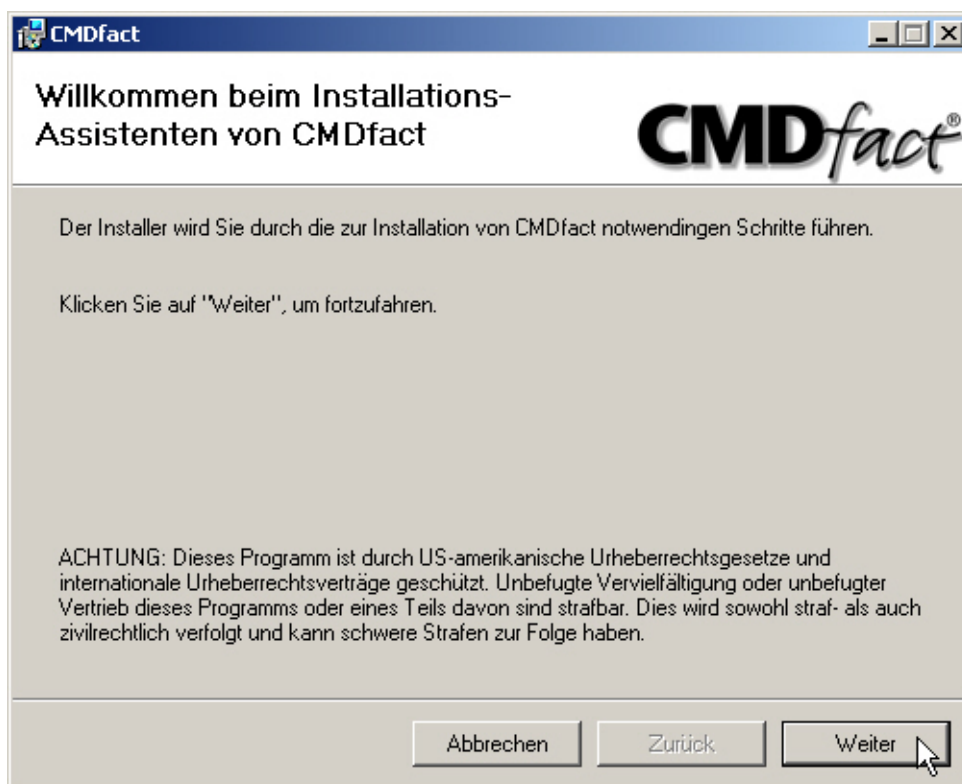 CMDfact
Willkommen beim Installations-
Assistenten von CMDfact
CMDfact®
Der Installer wird Sie durch die zur Installation von CMDfact notwendingen Schritte führen.
Klicken Sie auf "Weiter", um fortzufahren.
ACHTUNG: Dieses Programm ist durch US-amerikanische Urheberrechtsgesetze und
internationale Urheberrechtsverträge geschützt. Unbefugte Vervielfältigung oder unbefugter
Vertrieb dieses Programms oder eines Teils davon sind strafbar. Dies wird sowohl straf- als auch
zivilrechtlich verfolgt und kann schwere Strafen zur Folge haben.
Abbrechen
Zurück
Weiter